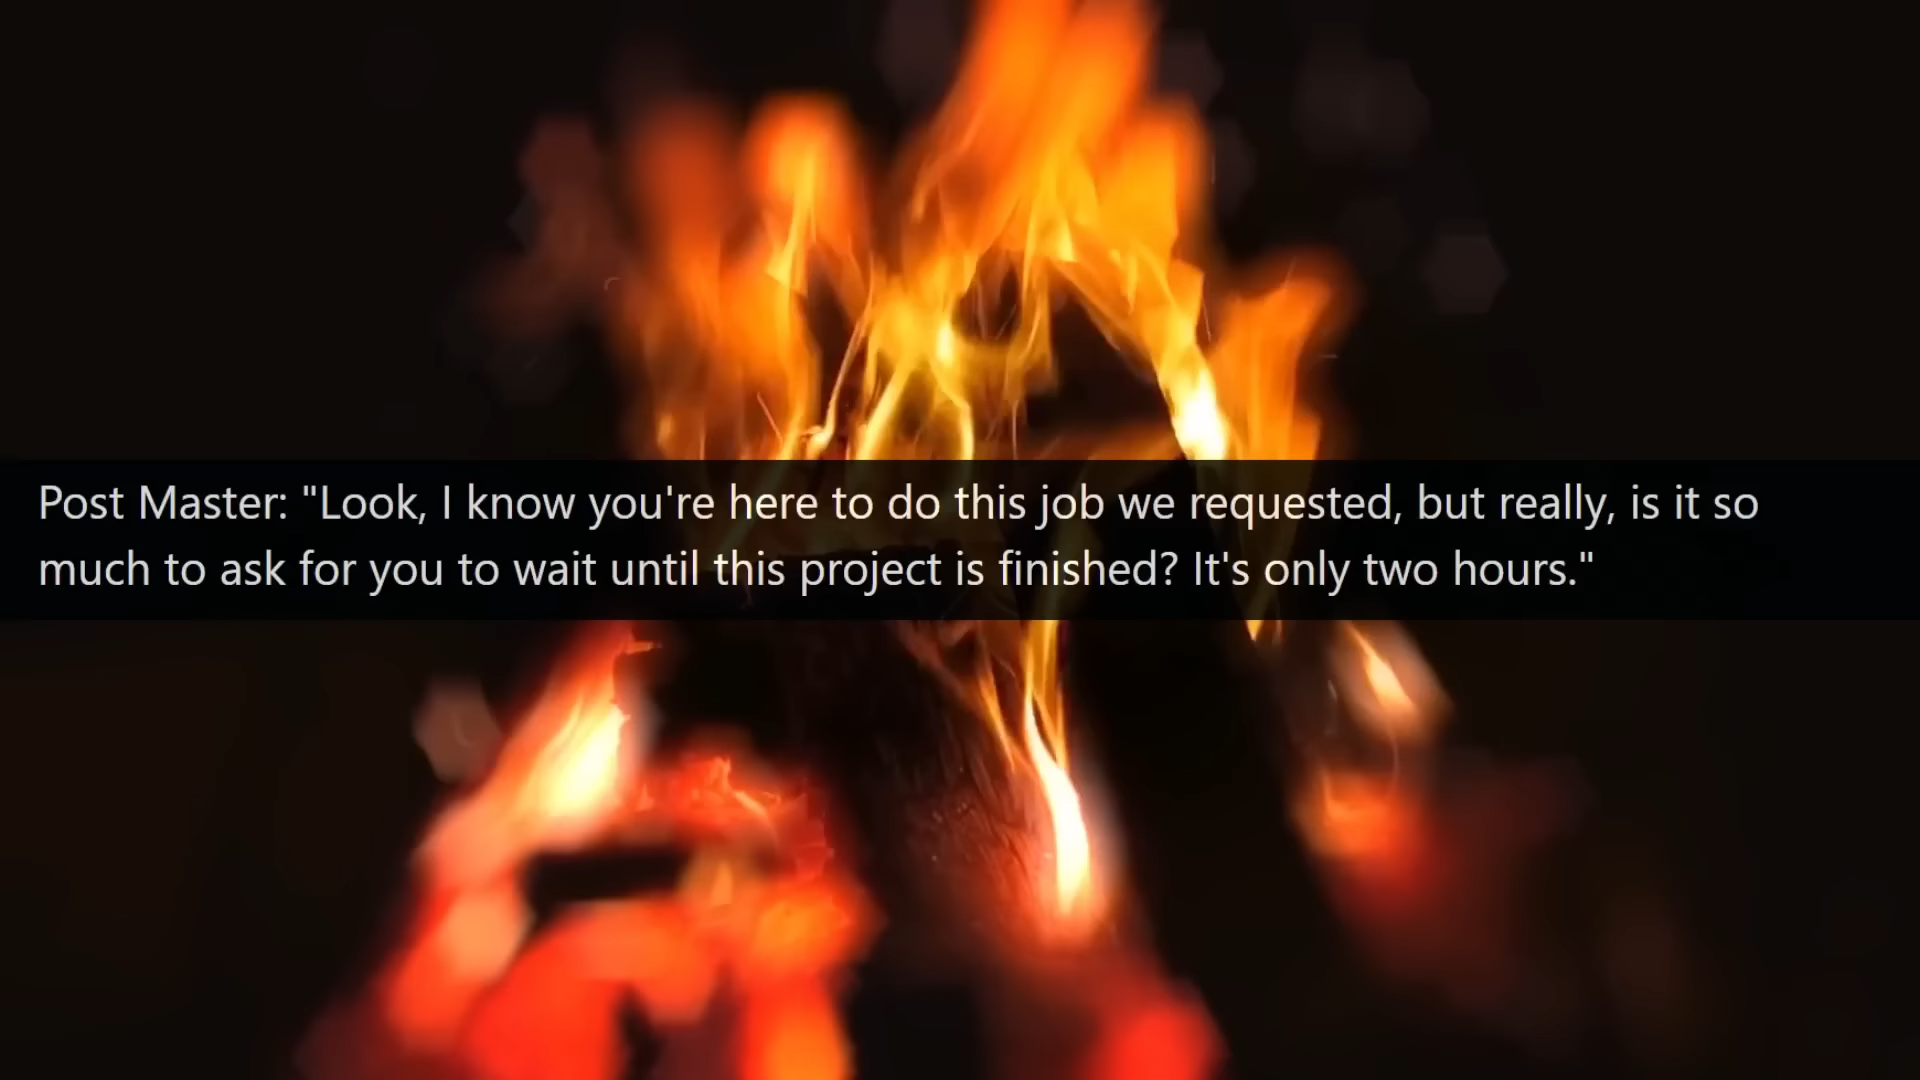 Post Master: "Look, I know you're here to do this job we requested, but really, is it so
much to ask for you to wait until this project is finished? It's only two hours."